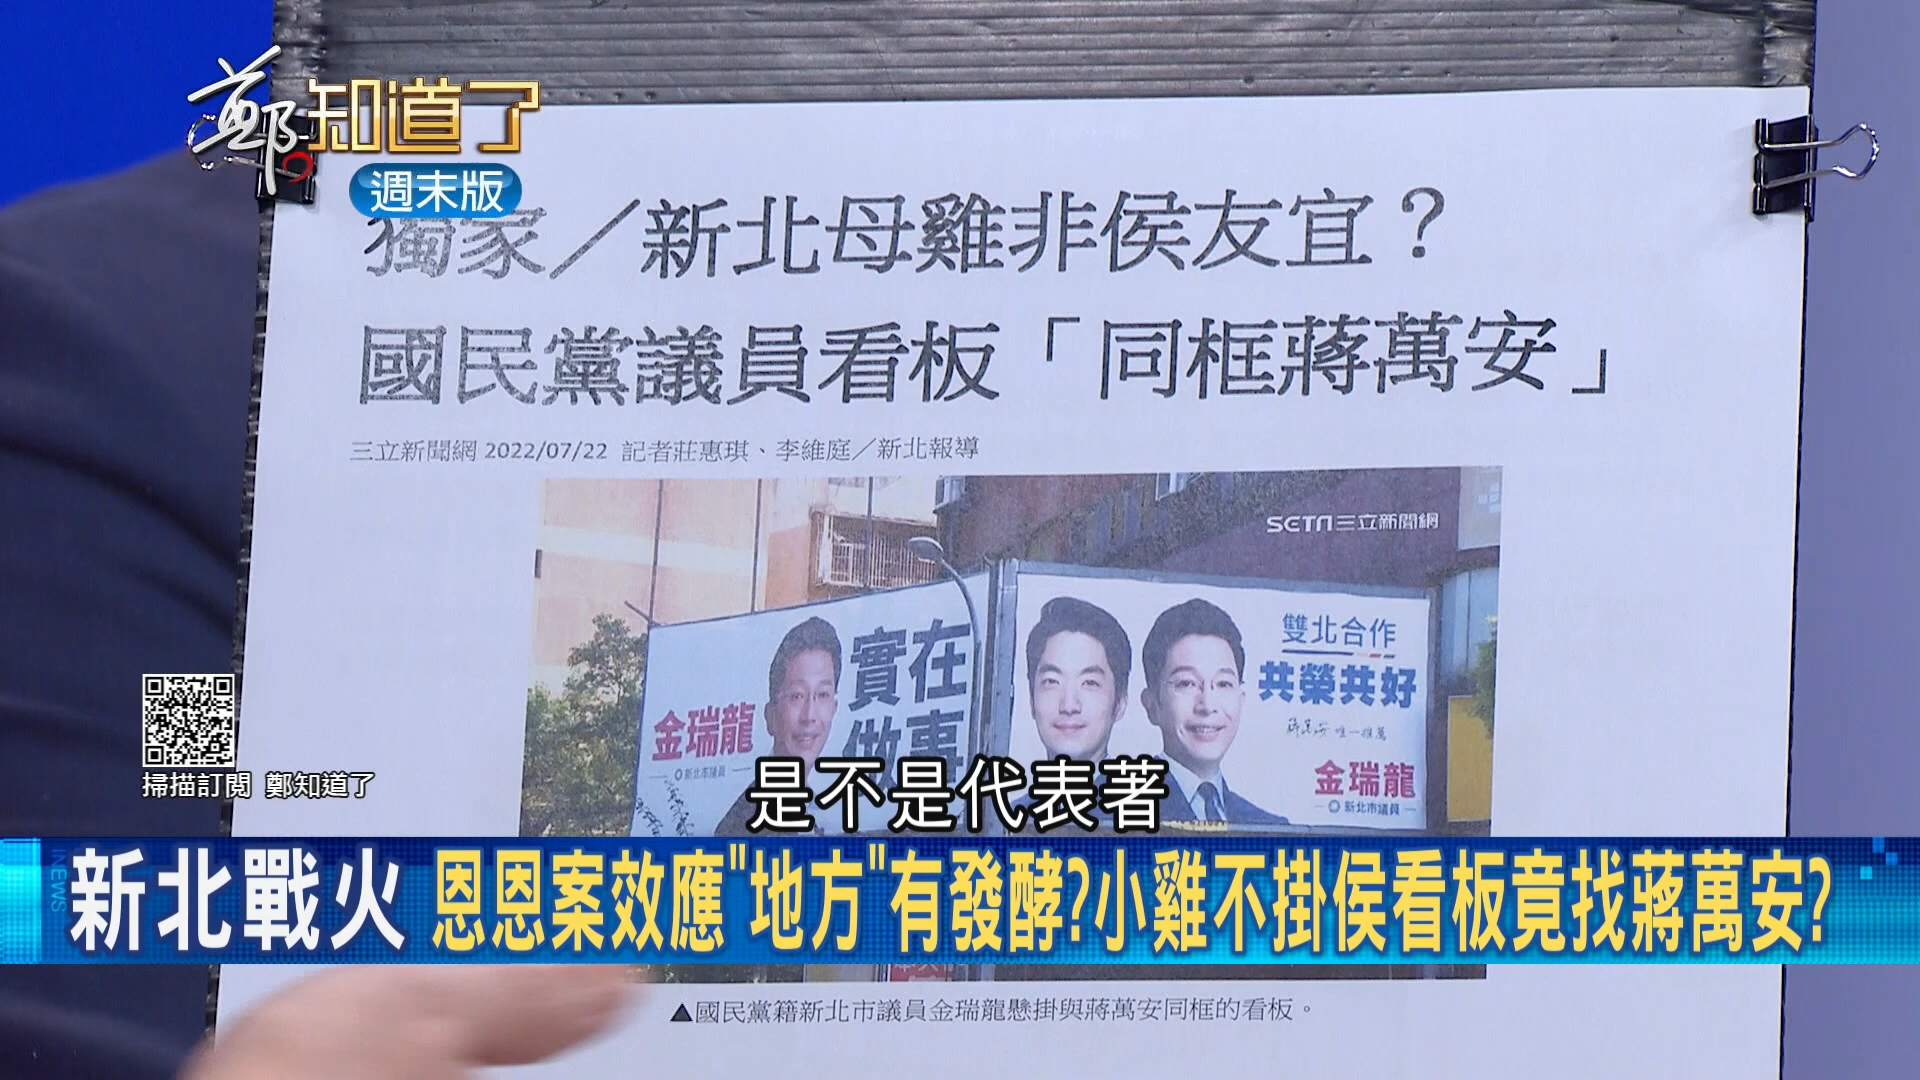 鄭知道了
週末版
獨家／新北母雞非侯友宜？
國民黨議員看板「同框蔣萬安」
三立新聞網 2022/07/22 記者莊惠琪、李維庭／新北報導
SETN三立新聞網
金瑞龍
新北市議員
實在
做事
雙北合作
共榮共好
蔣萬安 唯一推薦
金瑞龍
新北市議員
掃描訂閱 鄭知道了
是不是代表著
iNEWS
新北戰火
恩恩案效應"地方"有發酵?小雞不掛侯看板竟找蔣萬安?
▲國民黨籍新北市議員金瑞龍懸掛與蔣萬安同框的看板。